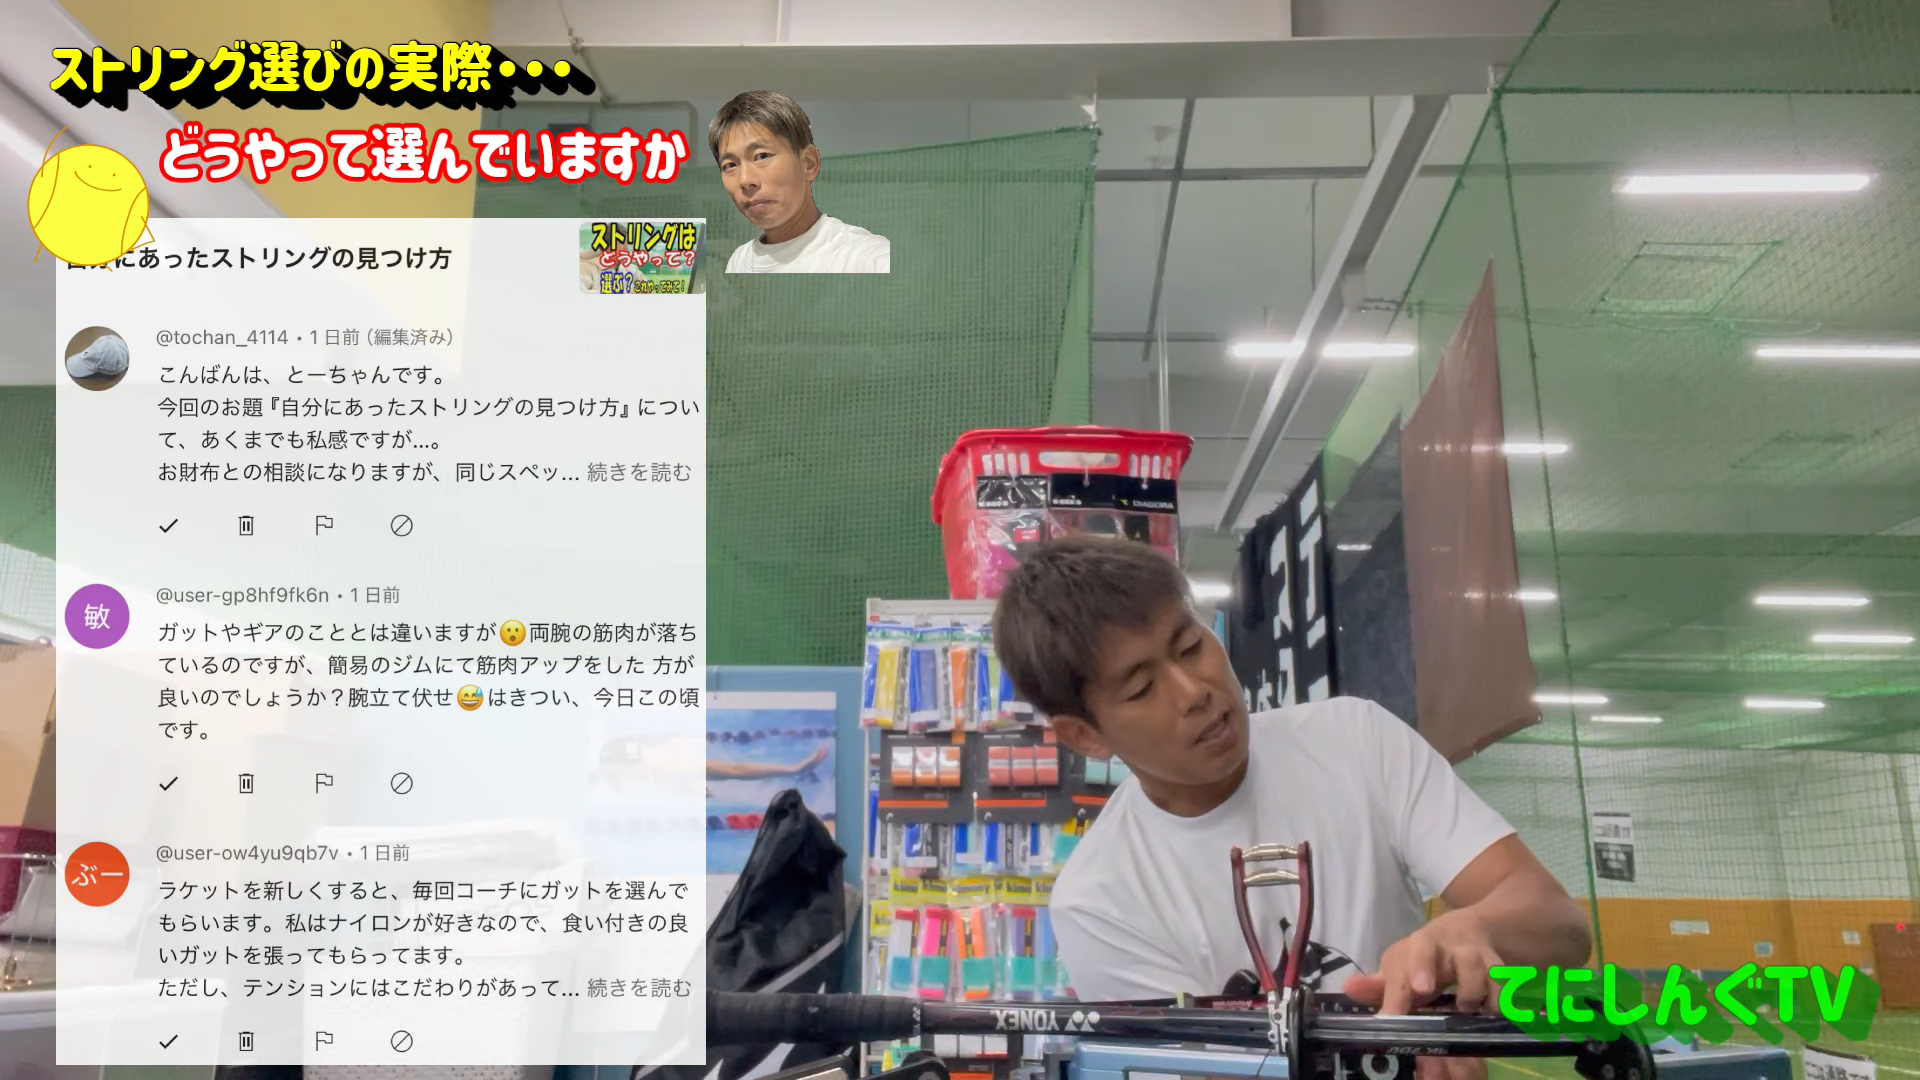 ストリング選びの実際・・・
どうやって選んでいますか
自分にあったストリングの見つけ方
ストリングは
どうやって?
選ぶ?これやってみて!
@tochan_4114・1日前(編集済み)
こんばんは、とーちゃんです。
今回のお題『自分にあったストリングの見つけ方』につい
て、あくまでも私感ですが...。
お財布との相談になりますが、同じスペッ... 続きを読む
敏
@user-gp8hf9fk6n・1日前
ガットやギアのこととは違いますが😮両腕の筋肉が落ち
ているのですが、簡易のジムにて筋肉アップをした 方が
良いのでしょうか?腕立て伏せ😅はきつい、今日この頃
です。
ぶー
@user-ow4yu9qb7v・1日前
ラケットを新しくすると、毎回コーチにガットを選んで
もらいます。私はナイロンが好きなので、食い付きの良
いガットを張ってもらってます。
ただし、テンションにはこだわりがあって... 続きを読む
DIADORA
YONEX
てにしんぐTV